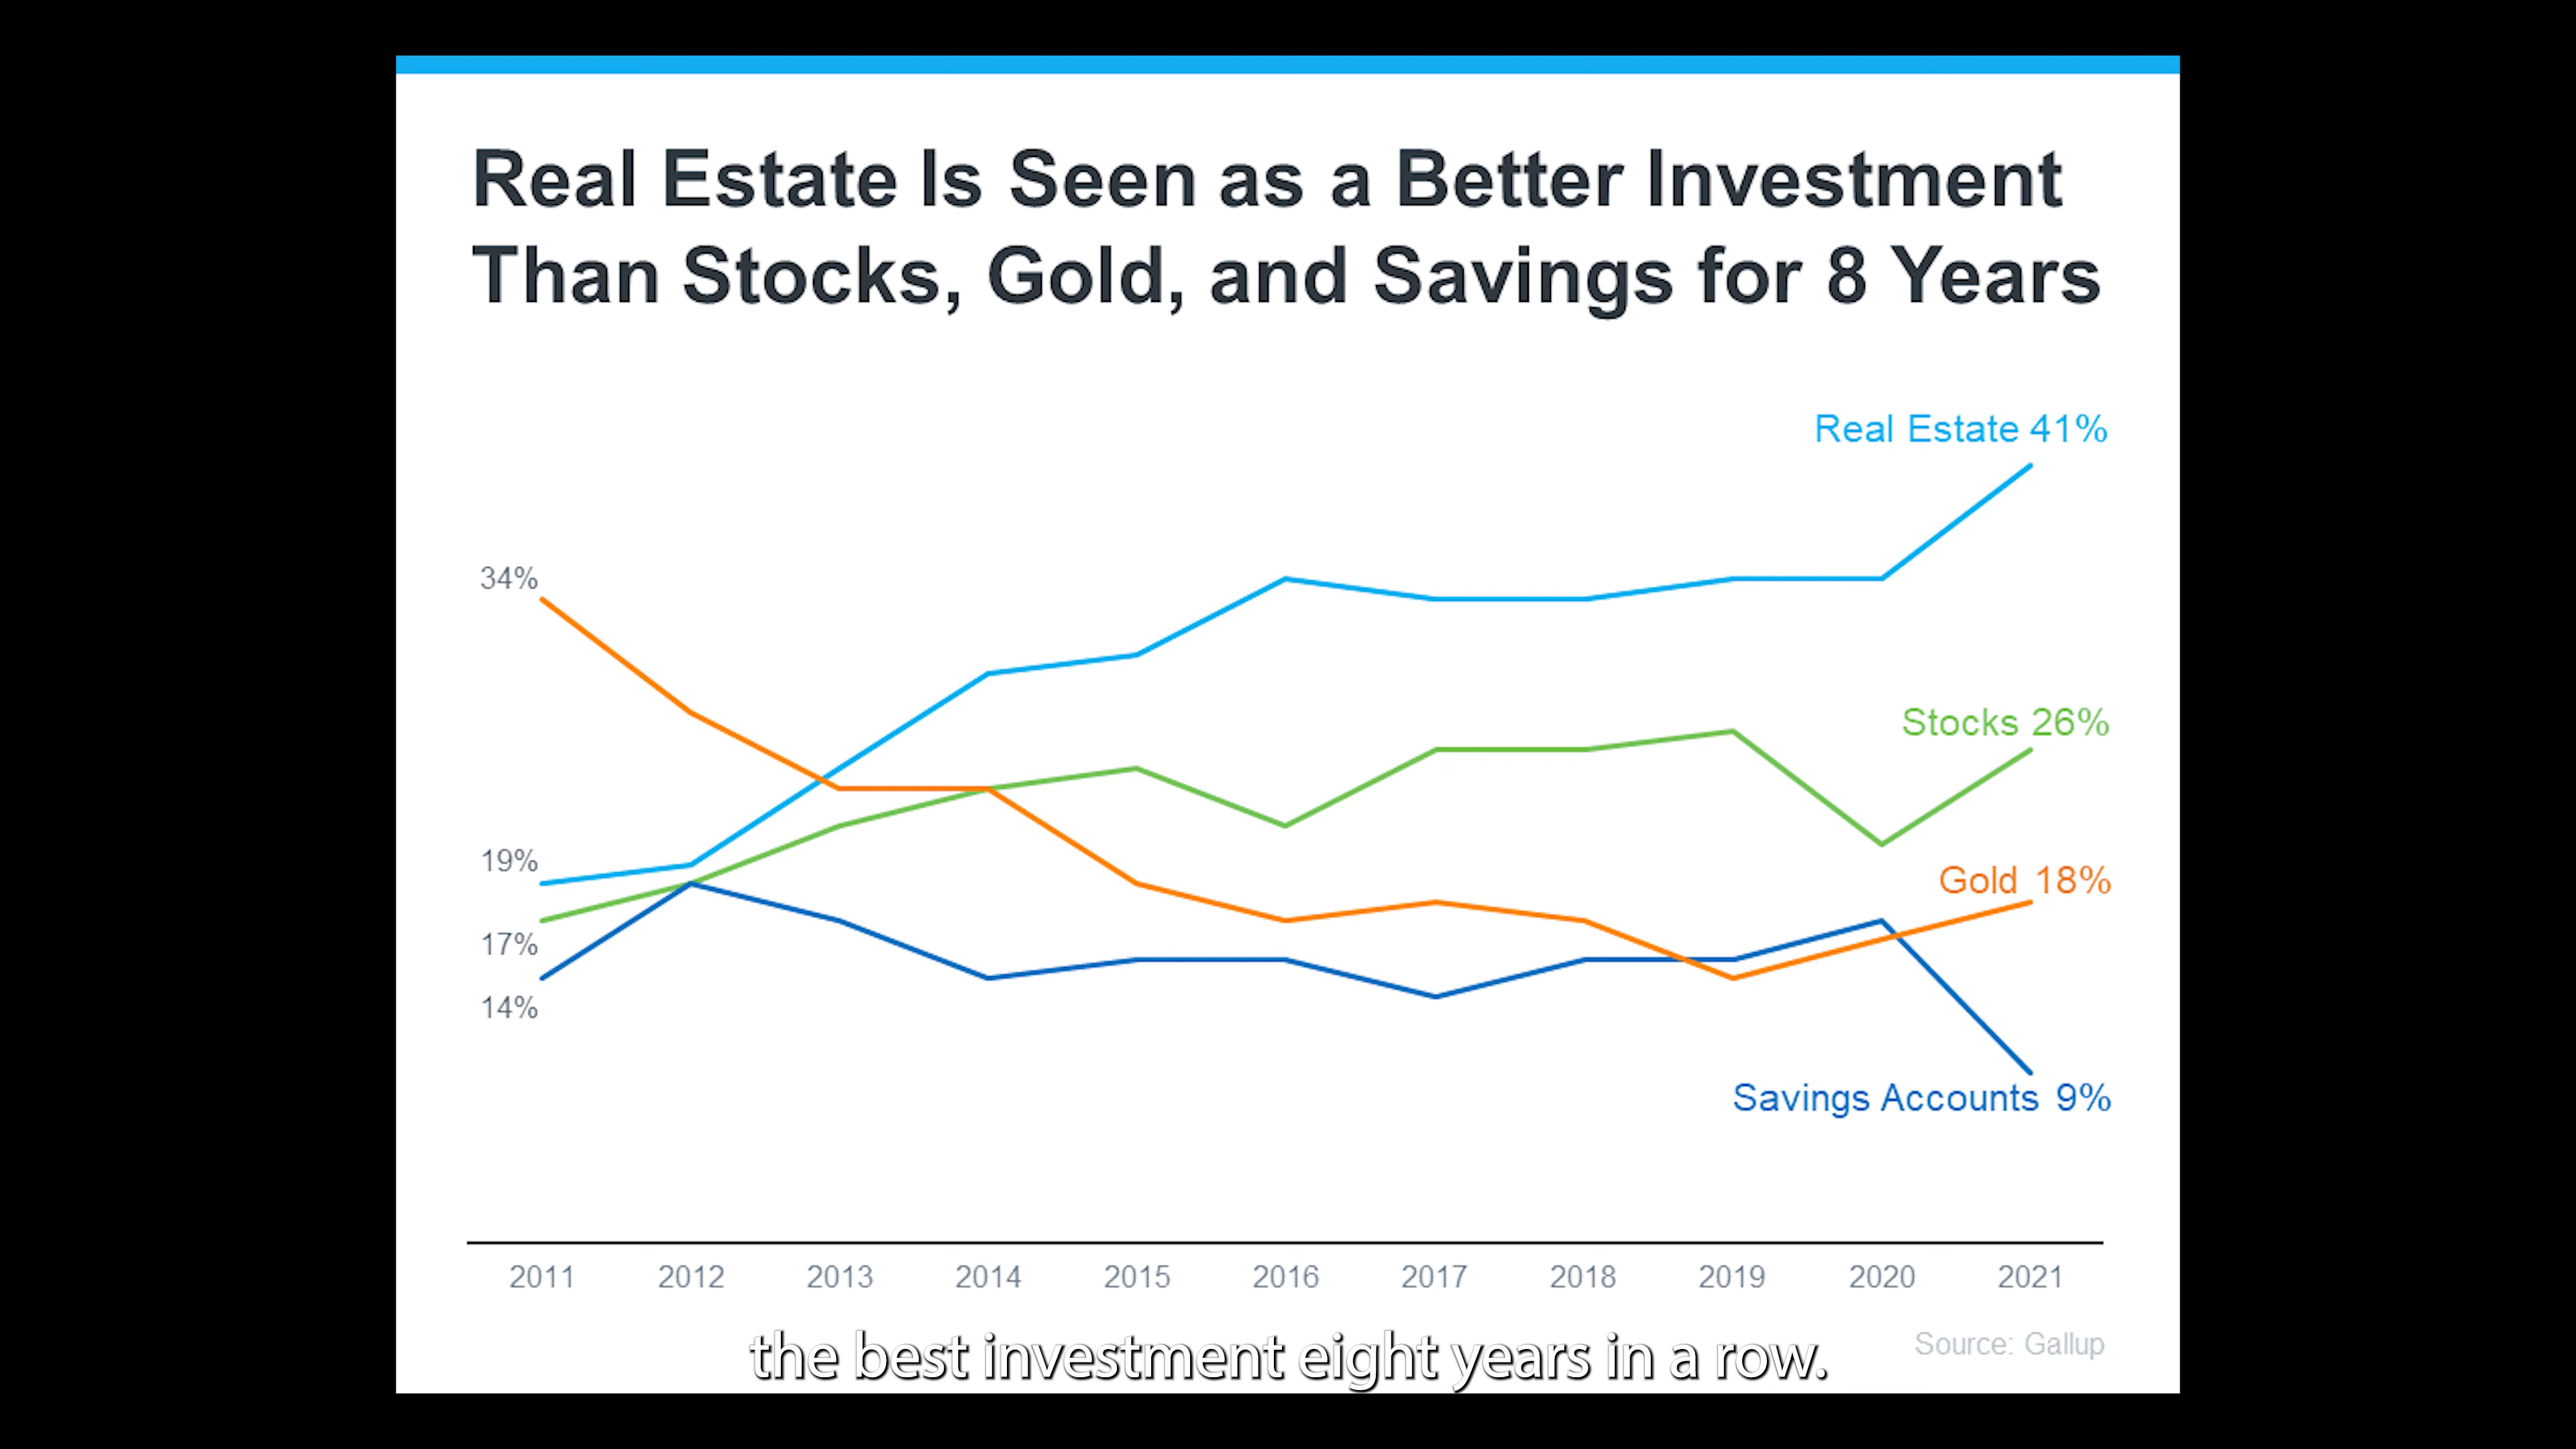 Real Estate Is Seen as a Better Investment
Than Stocks, Gold, and Savings for 8 Years
Real Estate 41%
34%
Stocks 26%
19%
Gold 18%
17%
14%
Savings Accounts 9%
2011 2012 2013 2014 2015 2016 2017 2018 2019 2020 2021
Source: Gallup
the best investment eight years in a row.